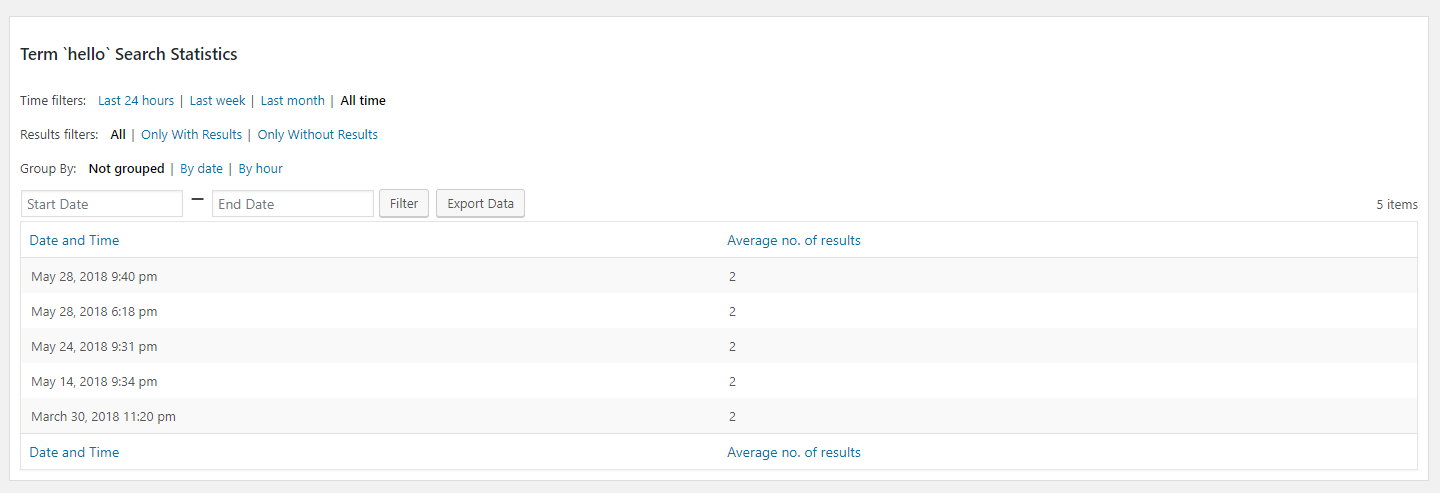 Term `hello` Search Statistics
Time filters: Last 24 hours | Last week | Last month | All time
Results filters: All | Only With Results | Only Without Results
Group By: Not grouped | By date | By hour
Start Date — End Date Filter Export Data 5 items
Date and Time Average no. of results
May 28, 2018 9:40 pm 2
May 28, 2018 6:18 pm 2
May 24, 2018 9:31 pm 2
May 14, 2018 9:34 pm 2
March 30, 2018 11:20 pm 2
Date and Time Average no. of results